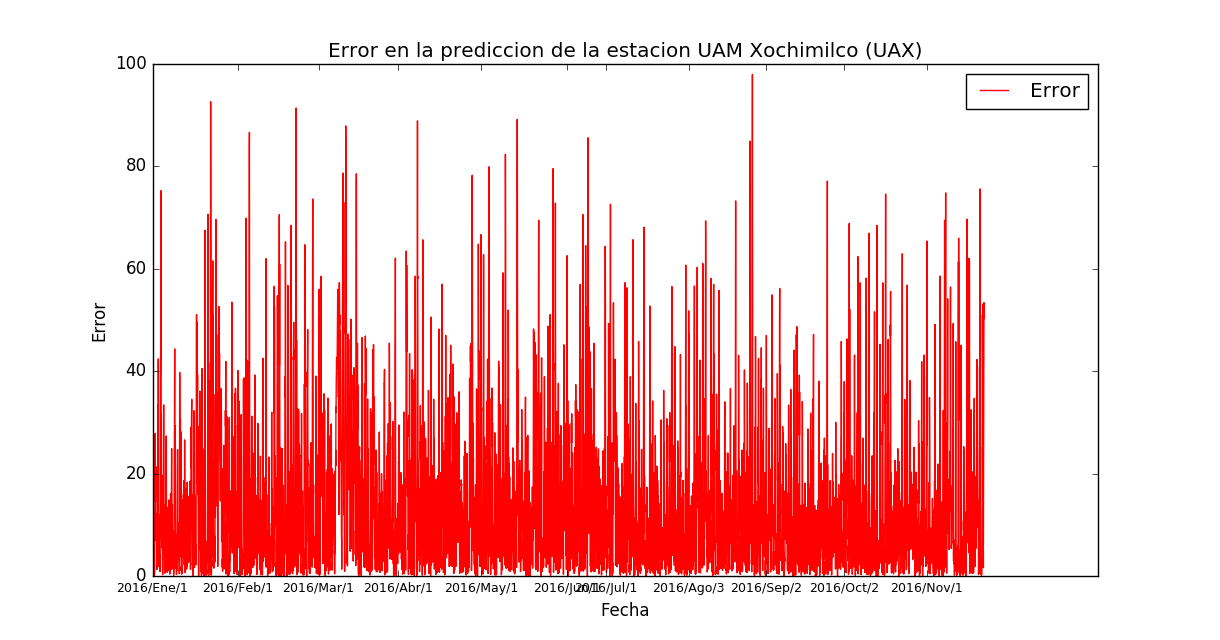 Error en la prediccion de la estacion UAM Xochimilco (UAX)
100
80
60
40
20
0
Error
Error
2016/Ene/1
2016/Feb/1
2016/Mar/1
2016/Abr/1
2016/May/1
2016/Jun/1
2016/Jul/1
2016/Ago/3
2016/Sep/2
2016/Oct/2
2016/Nov/1
Fecha